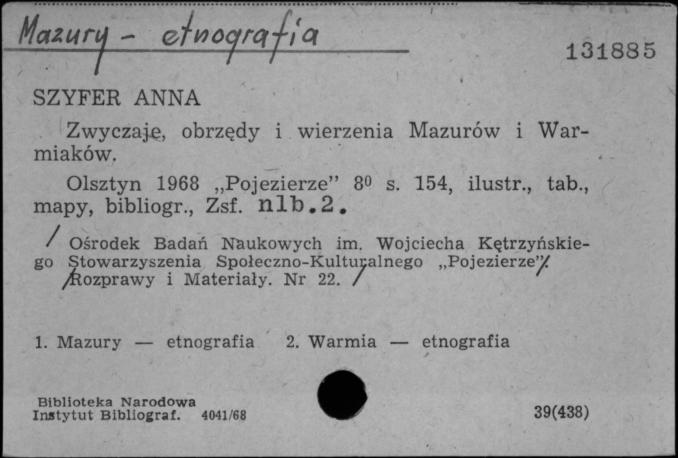 Mazury - etnografia
131885
SZYFER ANNA
Zwyczaje, obrzędy i wierzenia Mazurów i War-
miaków.
Olsztyn 1968 „Pojezierze” 8⁰ s. 154, ilustr., tab.,
mapy, bibliogr., Zsf. nlb.2.
/ Ośrodek Badań Naukowych im. Wojciecha Kętrzyńskie-
go Stowarzyszenia Społeczno-Kulturalnego „Pojezierze”/.
/Rozprawy i Materiały. Nr 22. /
1. Mazury — etnografia 2. Warmia — etnografia
Biblioteka Narodowa
Instytut Bibliograf. 4041/68
39(438)